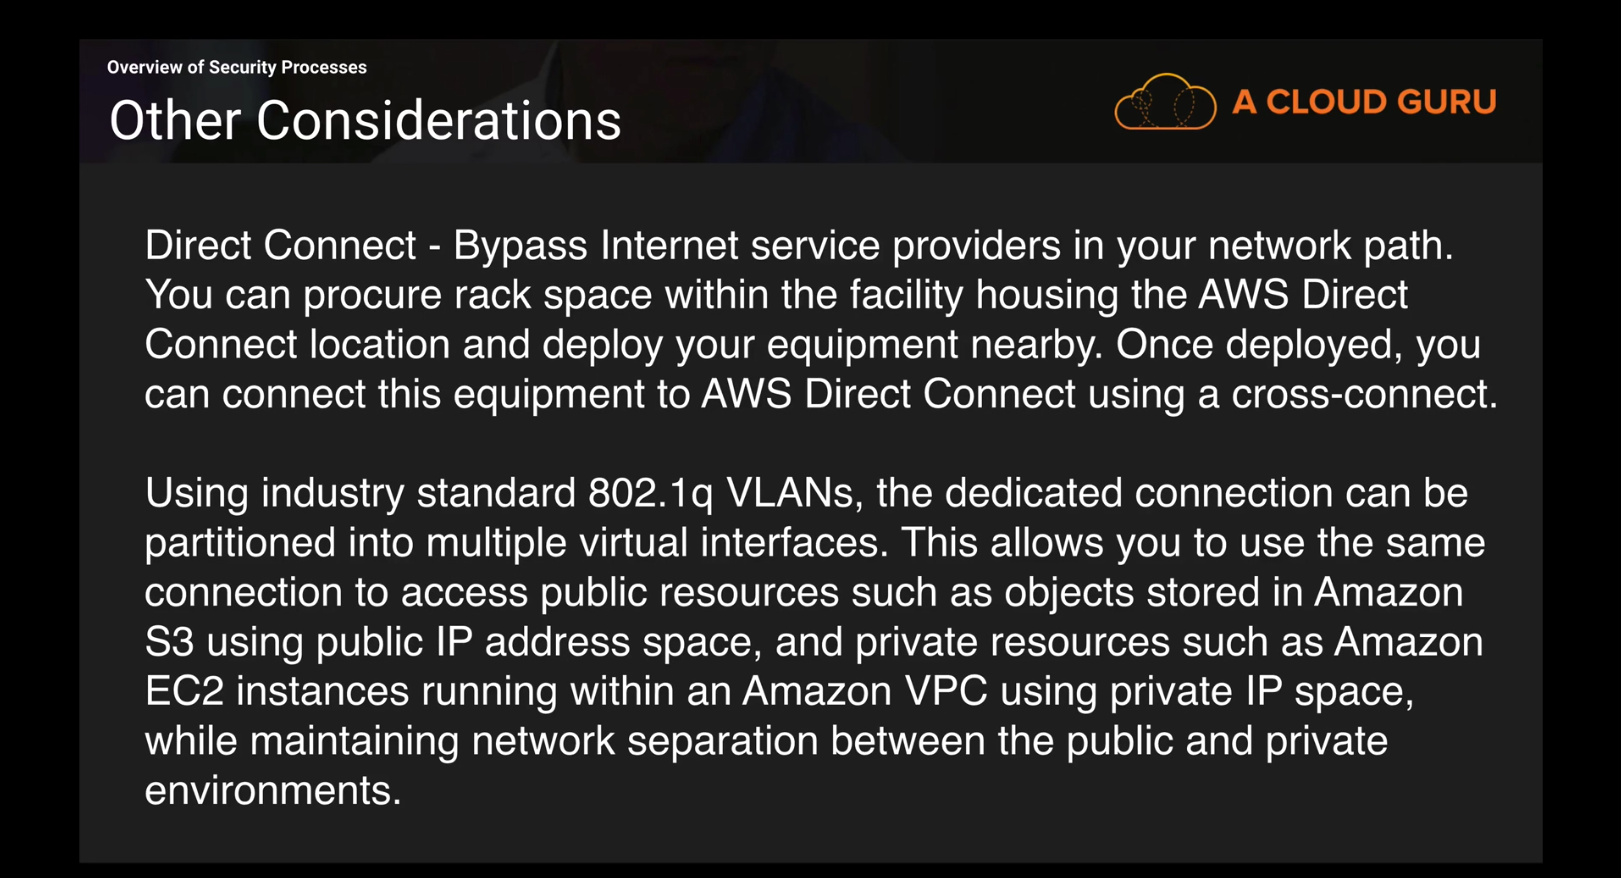 Overview of Security Processes
Other Considerations
A CLOUD GURU
Direct Connect - Bypass Internet service providers in your network path.
You can procure rack space within the facility housing the AWS Direct
Connect location and deploy your equipment nearby. Once deployed, you
can connect this equipment to AWS Direct Connect using a cross-connect.
Using industry standard 802.1q VLANs, the dedicated connection can be
partitioned into multiple virtual interfaces. This allows you to use the same
connection to access public resources such as objects stored in Amazon
S3 using public IP address space, and private resources such as Amazon
EC2 instances running within an Amazon VPC using private IP space,
while maintaining network separation between the public and private
environments.